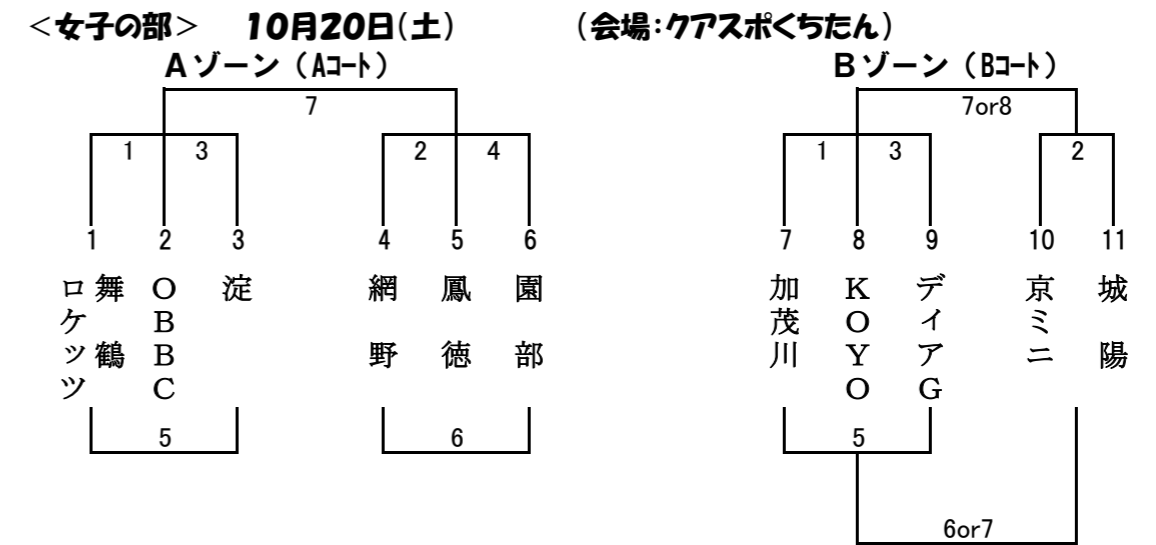 ＜女子の部＞ 10月20日(土) (会場:クアスポくちたん)
Aゾーン（Aｺｰﾄ） Bゾーン（Bｺｰﾄ）
7 7or8
1 3 2 4 1 3 2
1 2 3 4 5 6 7 8 9 10 11
舞鶴
ロケッツ
OBBC
淀
網野
鳳徳
園部
加茂川
KOYO
ディアG
京ミニ
城陽
5 6 5
6or7